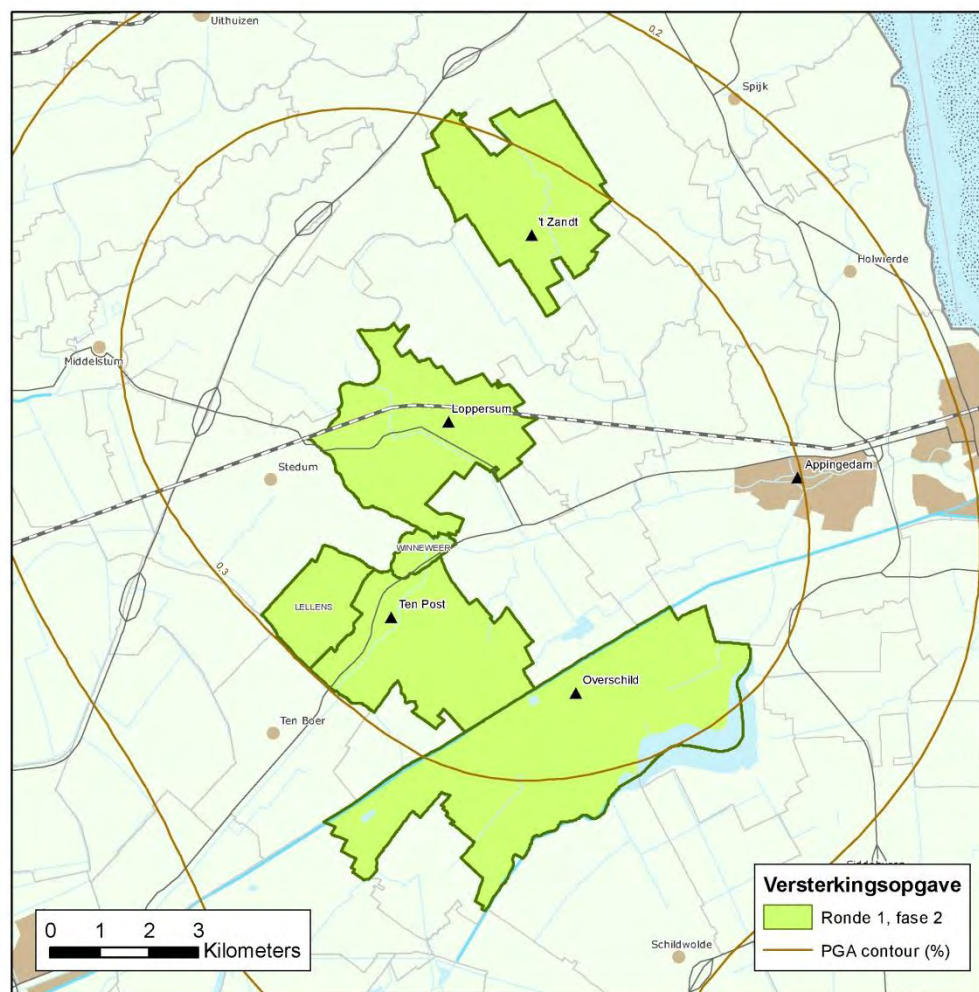 Uithuizen
0.2
Spijk
't Zandt
Holwierde
Middelstum
Loppersum
Stedum
Appingedam
WINNEWEER
0.3
LELLENS
Ten Post
Overschild
Ten Boer
Schildwolde
Versterkingsopgave
Ronde 1, fase 2
PGA contour (%)
0 1 2 3
Kilometers